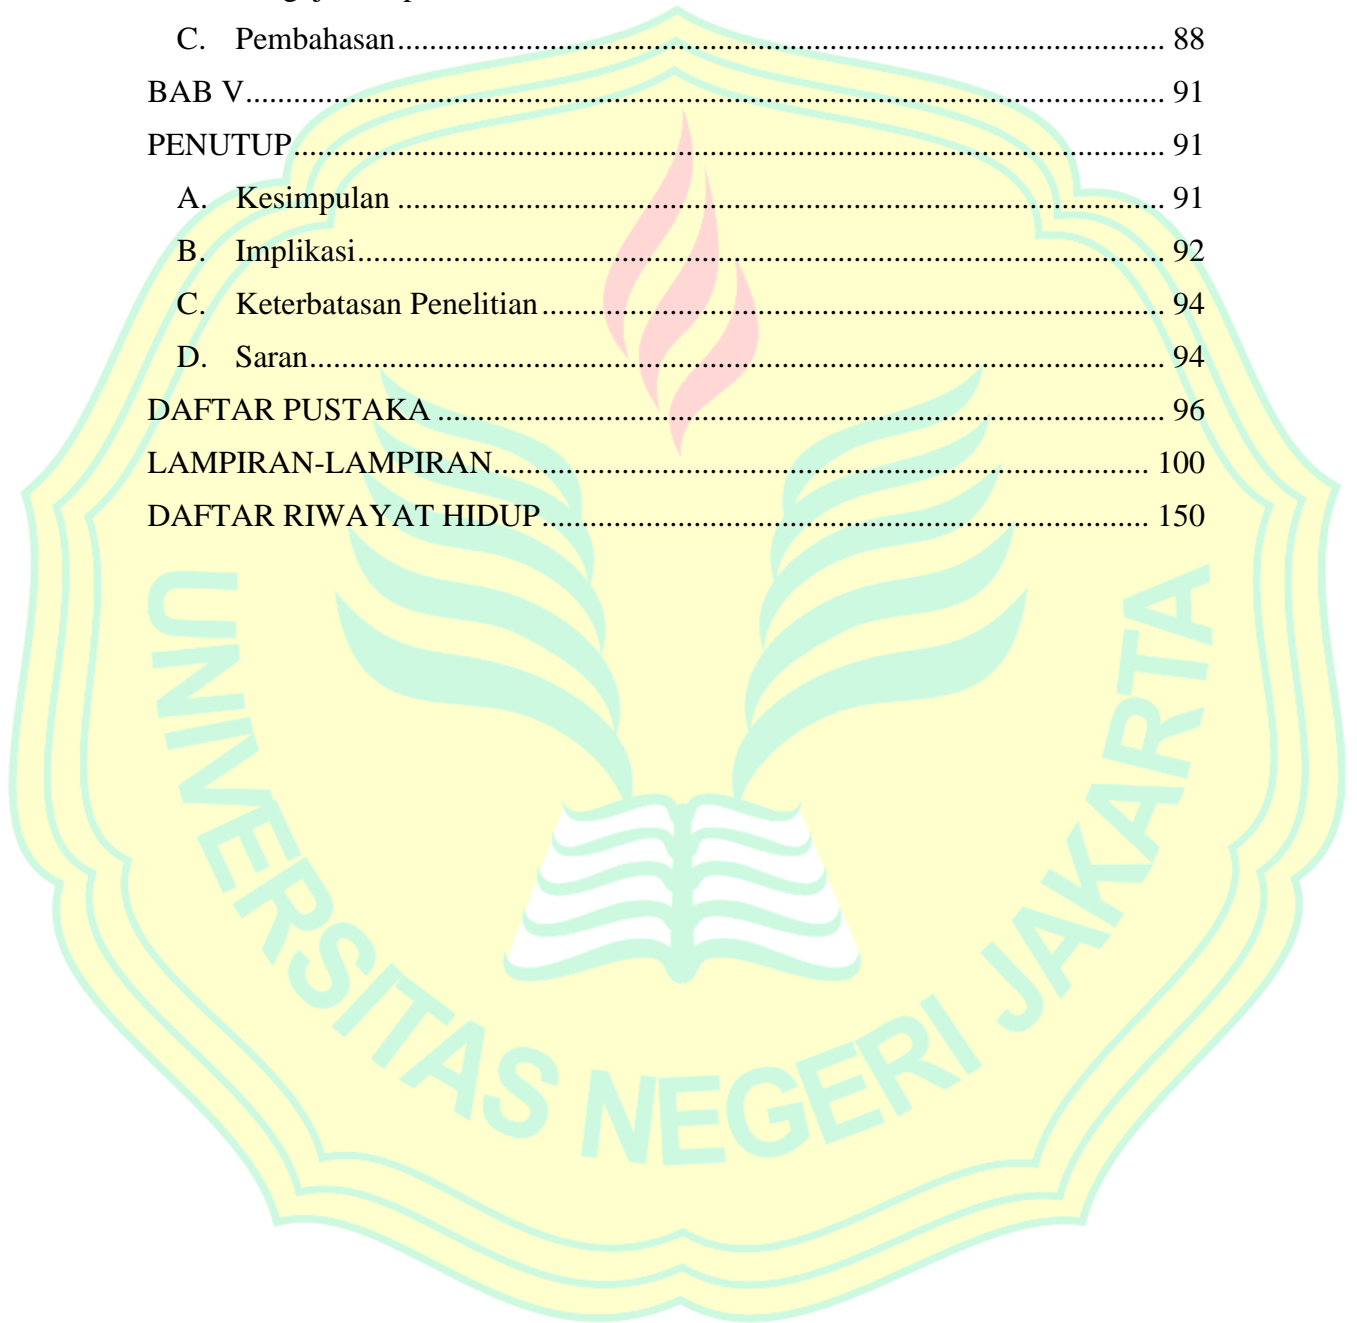 C. Pembahasan................................................................................................ 88
BAB V................................................................................................................... 91
PENUTUP............................................................................................................. 91
A. Kesimpulan ................................................................................................ 91
B. Implikasi..................................................................................................... 92
C. Keterbatasan Penelitian .............................................................................. 94
D. Saran........................................................................................................... 94
DAFTAR PUSTAKA ........................................................................................... 96
LAMPIRAN-LAMPIRAN.................................................................................. 100
DAFTAR RIWAYAT HIDUP............................................................................ 150
UNIVERSITAS NEGERI JAKARTA